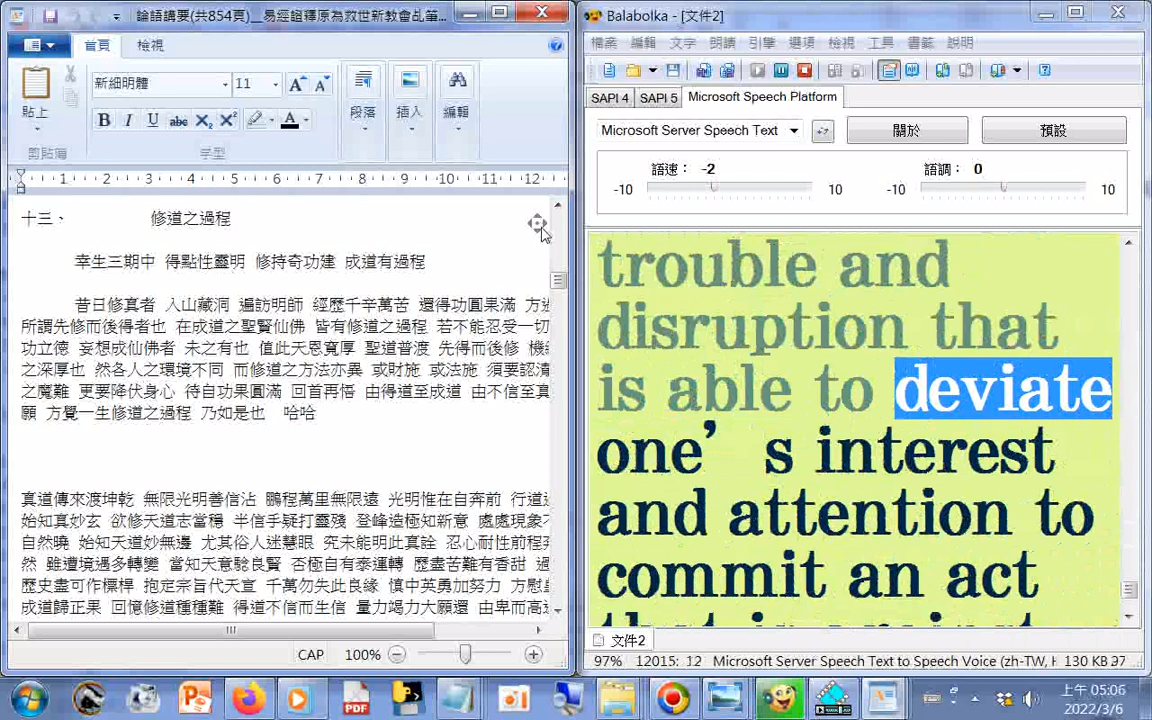 論語講要(共854頁)__易經證釋原為救世新教會乩筆...
首頁
檢視
貼上
剪貼簿
新細明體
11
字型
段落
插入
編輯
1 2 3 4 5 6 7 8 9 10 11 12
十三、 修道之過程
幸生三期中 得點性靈明 修持奇功建 成道有過程
昔日修真者 入山藏洞 遍訪明師 經歷千辛萬苦 還得功圓果滿 方
所謂先修而後得者也 在成道之聖賢仙佛 皆有修道之過程 若不能忍受一切
功立德 妄想成仙佛者 未之有也 值此天恩寬厚 聖道普渡 先得而後修 機
之深厚也 然各人之環境不同 而修道之方法亦異 或財施 或法施 須要認清
之魔難 更要降伏身心 待自功果圓滿 回首再悟 由得道至成道 由不信至真
願 方覺一生修道之過程 乃如是也 哈哈
真道傳來渡坤乾 無限光明善信沾 鵬程萬里無限遠 光明惟在自奔前 行道
始知真妙玄 欲修天道志當穩 半信乎疑打靈殘 登峰造極知新意 處處現象
自然曉 始知天道妙無邊 尤其俗人迷慧眼 究未能明此真詮 忍心耐性前程
然 雖遭境遇多轉變 當知天意驗良賢 否極自有泰運轉 歷盡苦難有香甜 過
歷史盡可作標桿 抱定宗旨代天宣 千萬勿失此良緣 慎中英勇加努力 方慰
成道歸正果 回憶修道種種難 得道不信而生信 量力竭力大願還 由卑而高
CAP 100%
Balabolka - [文件2]
檔案 編輯 文字 朗讀 引擎 選項 檢視 工具 書籤 說明
SAPI 4 SAPI 5 Microsoft Speech Platform
Microsoft Server Speech Text
關於
預設
語速： -2
-10 10
語調： 0
-10 10
trouble and
disruption that
is able to deviate
one’s interest
and attention to
commit an act
文件2
97% 12015: 12 Microsoft Server Speech Text to Speech Voice (zh-TW, H 130 KB
上午 05:06
2022/3/6